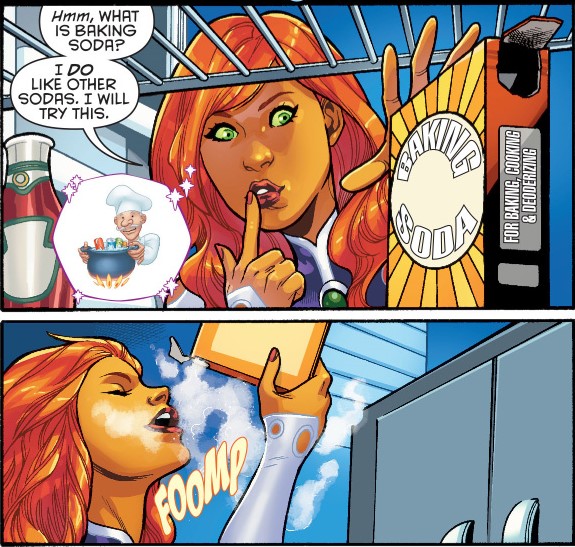 Hmm, WHAT
IS BAKING
SODA?
I DO
LIKE OTHER
SODAS. I WILL
TRY THIS.
BAKING
SODA
FOR BAKING, COOKING
& DEODERIZING
FOOMP